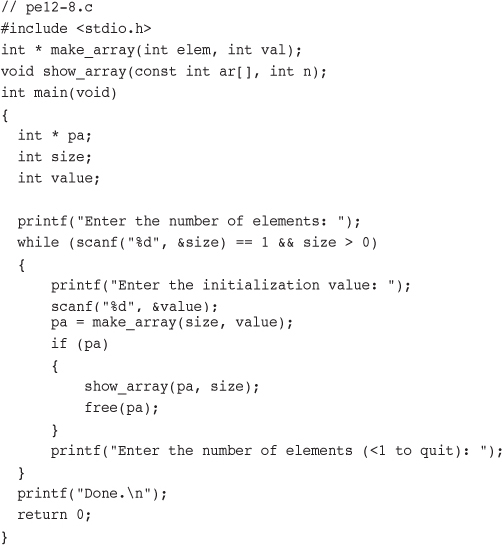 // pe12-8.c
#include <stdio.h>
int * make_array(int elem, int val);
void show_array(const int ar[], int n);
int main(void)
{
  int * pa;
  int size;
  int value;

  printf("Enter the number of elements: ");
  while (scanf("%d", &size) == 1 && size > 0)
  {
      printf("Enter the initialization value: ");
      scanf("%d", &value);
      pa = make_array(size, value);
      if (pa)
      {
          show_array(pa, size);
          free(pa);
      }
      printf("Enter the number of elements (<1 to quit): ");
  }
  printf("Done.\n");
  return 0;
}